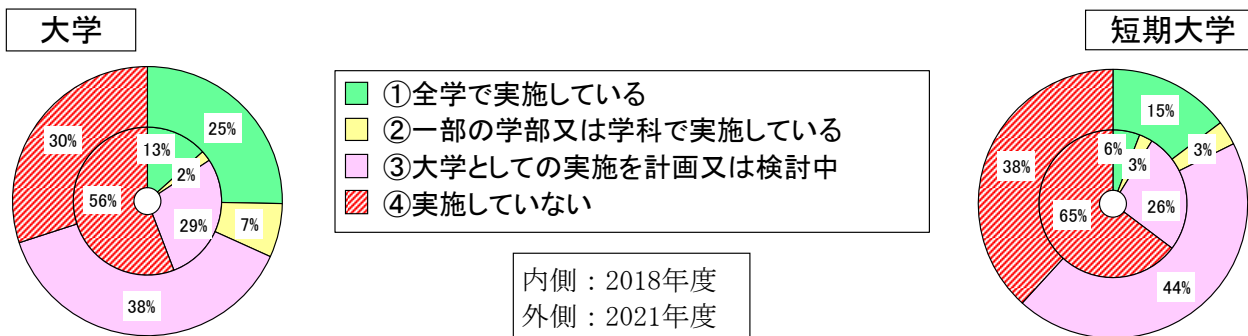 大学
短期大学
①全学で実施している
②一部の学部又は学科で実施している
③大学としての実施を計画又は検討中
④実施していない
25%
7%
38%
30%
13%
2%
29%
56%
15%
3%
44%
38%
6%
3%
26%
65%
内側：2018年度
外側：2021年度